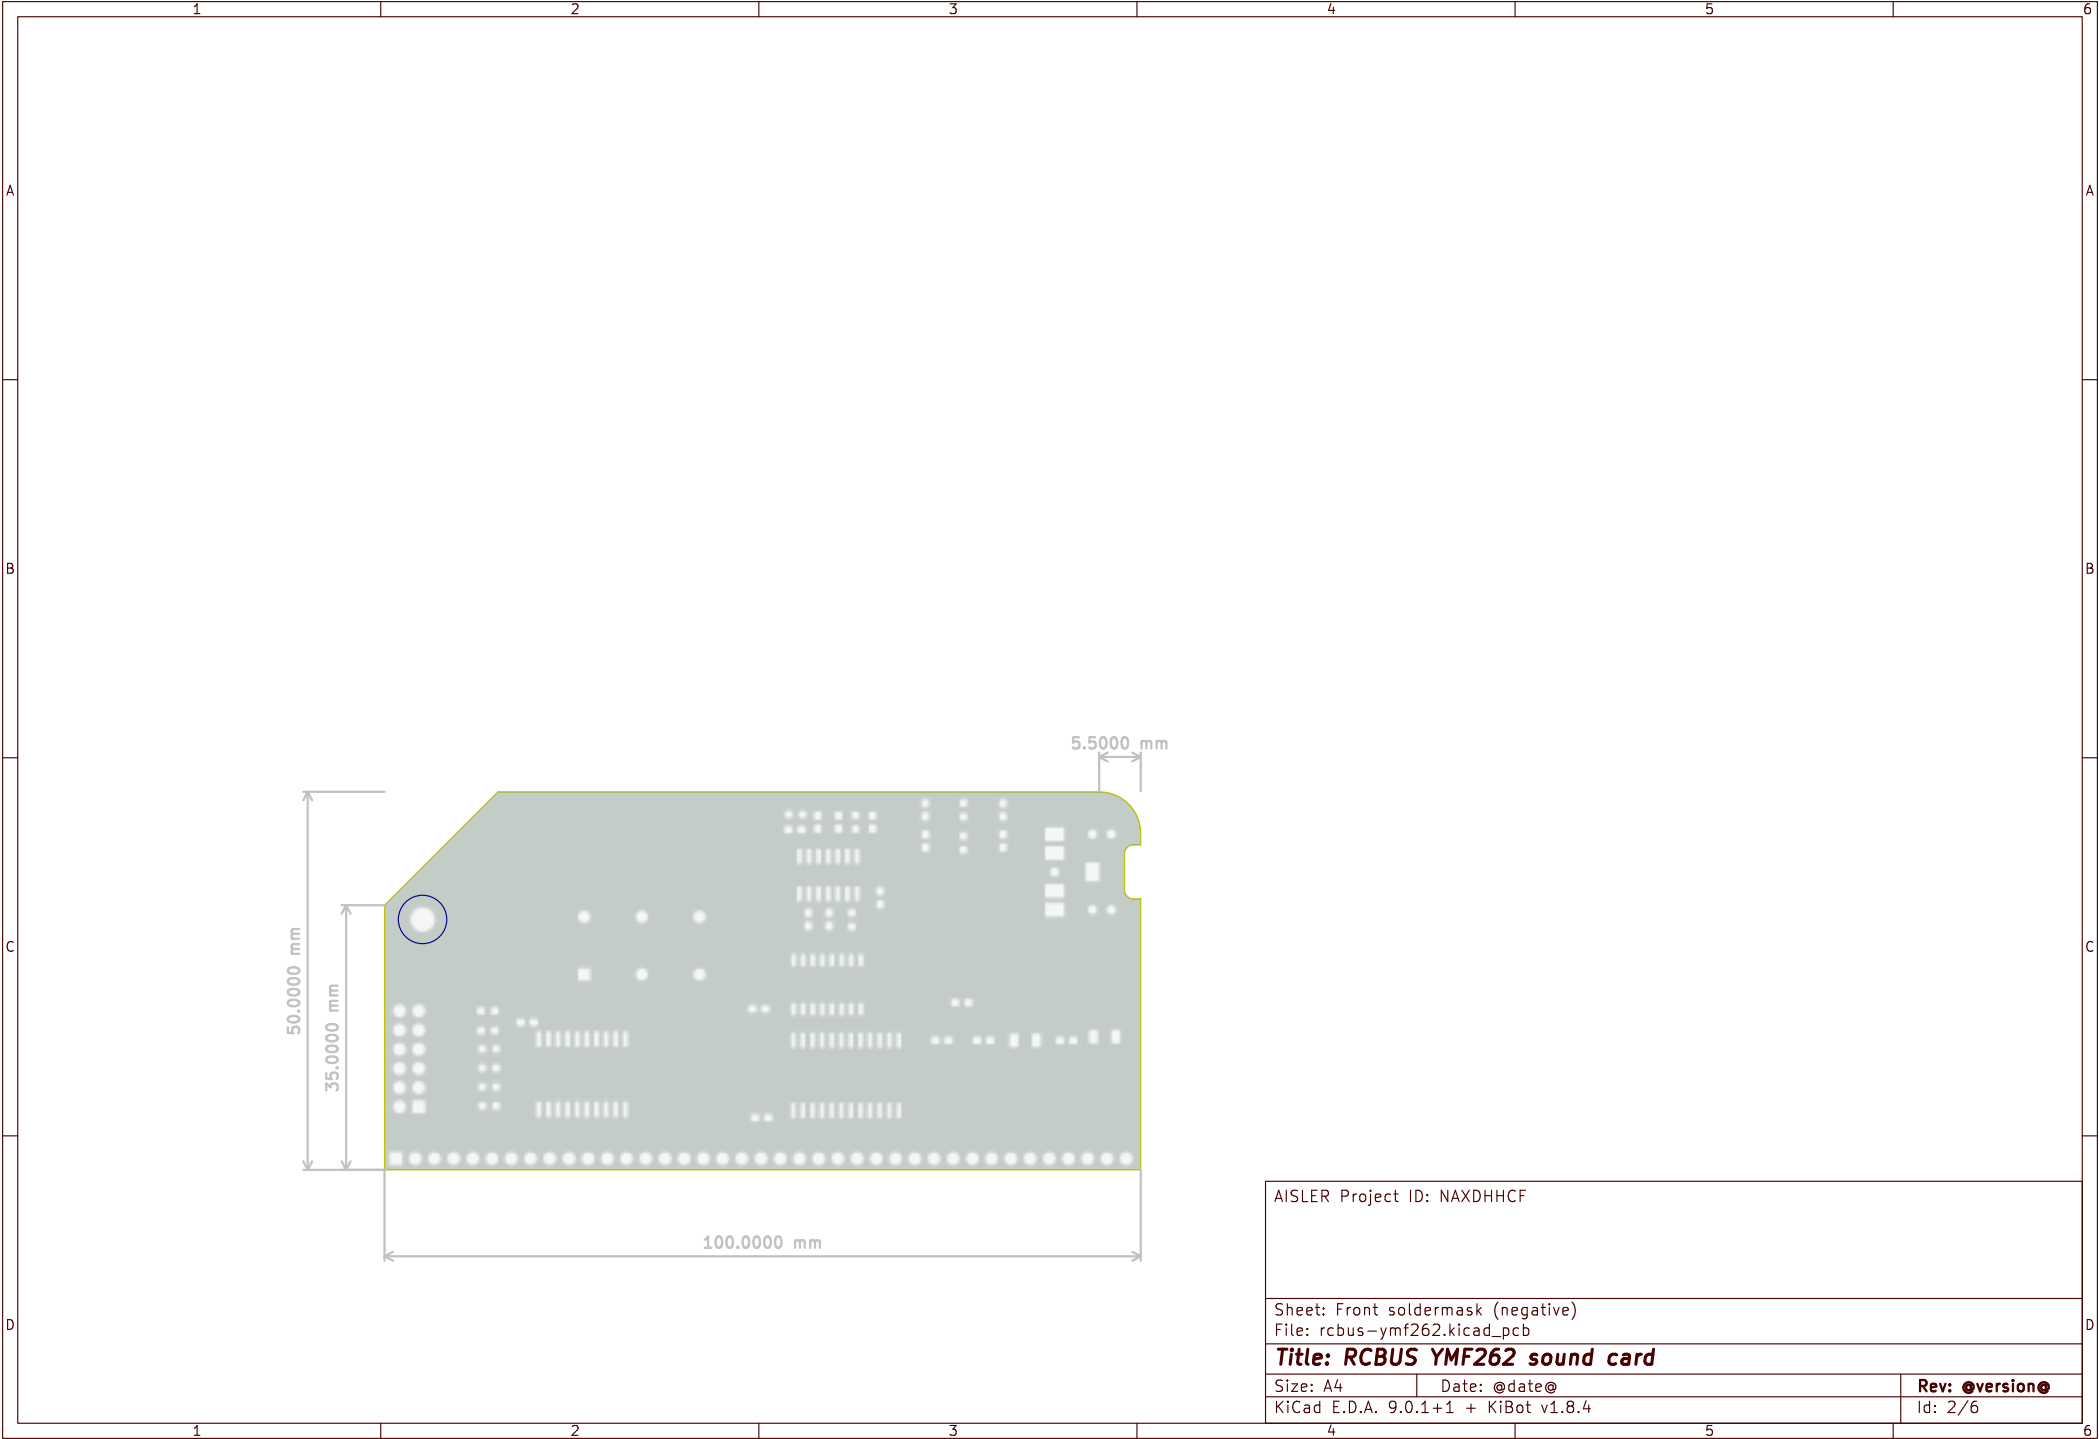 1 2 3 4 5 6
A A
B B
5.5000 mm
C C
50.0000 mm
35.0000 mm
100.0000 mm
AISLER Project ID: NAXDHHCF
Sheet: Front soldermask (negative)
File: rcbus-ymf262.kicad_pcb
D D
Title: RCBUS YMF262 sound card
Size: A4 Date: @date@ Rev: @version@
KiCad E.D.A. 9.0.1+1 + KiBot v1.8.4 Id: 2/6
1 2 3 4 5 6